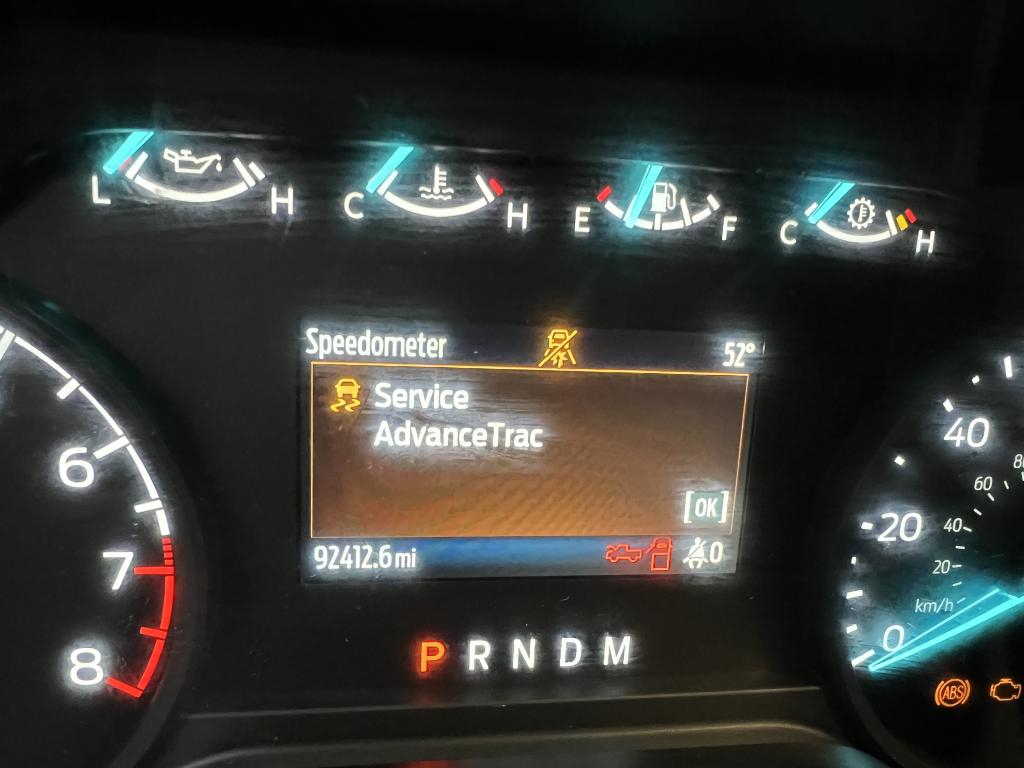 L H
C H
E F
C H
Speedometer 52°
Service
AdvanceTrac
[OK]
92412.6 mi 0
P R N D M
6
7
8
40
20
0
60
40
20
km/h
ABS